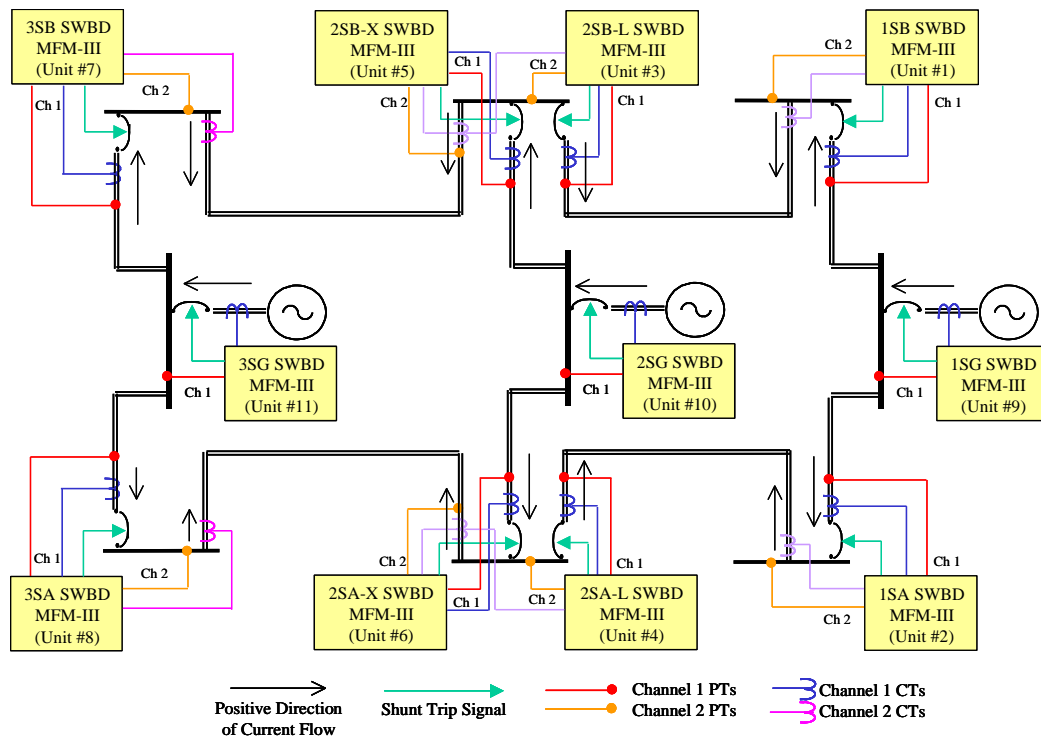 3SB SWBD
MFM-III
(Unit #7)
Ch 1
Ch 2
2SB-X SWBD
MFM-III
(Unit #5)
Ch 1
Ch 2
2SB-L SWBD
MFM-III
(Unit #3)
Ch 2
Ch 1
1SB SWBD
MFM-III
(Unit #1)
Ch 2
Ch 1
3SG SWBD
MFM-III
(Unit #11)
Ch 1
2SG SWBD
MFM-III
(Unit #10)
Ch 1
1SG SWBD
MFM-III
(Unit #9)
Ch 1
3SA SWBD
MFM-III
(Unit #8)
Ch 1
Ch 2
2SA-X SWBD
MFM-III
(Unit #6)
Ch 2
Ch 1
2SA-L SWBD
MFM-III
(Unit #4)
Ch 1
Ch 2
1SA SWBD
MFM-III
(Unit #2)
Ch 1
Ch 2
Positive Direction
of Current Flow
Shunt Trip Signal
Channel 1 PTs
Channel 2 PTs
Channel 1 CTs
Channel 2 CTs